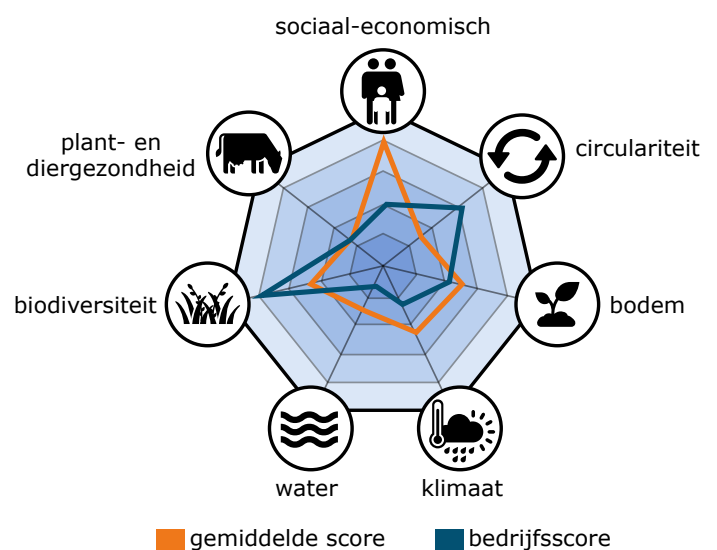 sociaal-economisch
plant- en
diergezondheid
circulariteit
biodiversiteit
bodem
water
klimaat
gemiddelde score
bedrijfsscore